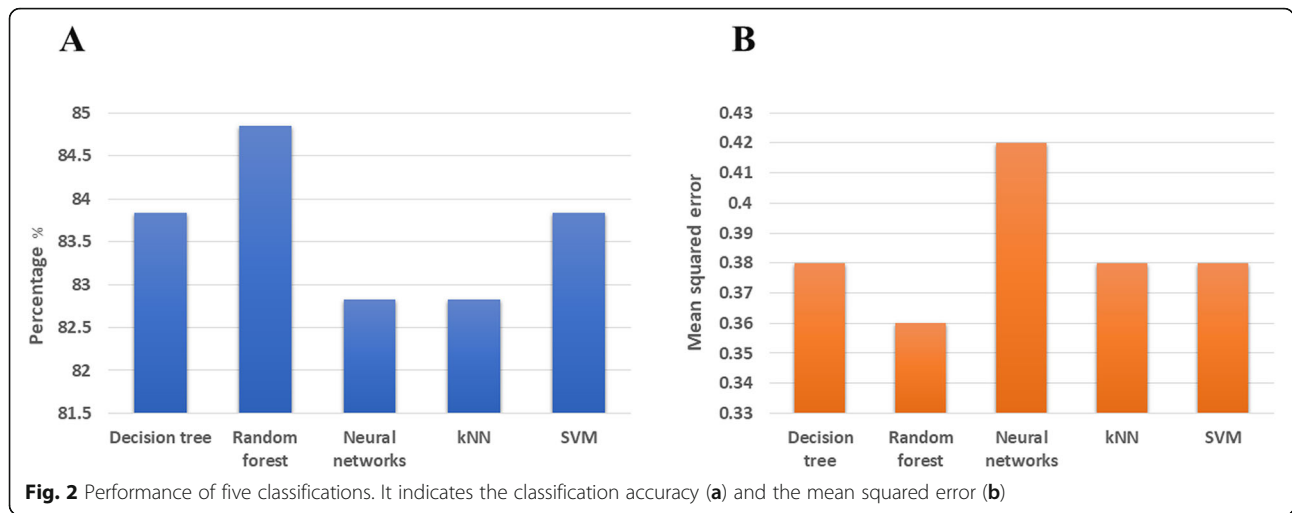 A
Percentage %
85
84.5
84
83.5
83
82.5
82
81.5
Decision tree
Random
forest
Neural
networks
kNN
SVM
B
Mean squared error
0.43
0.42
0.41
0.4
0.39
0.38
0.37
0.36
0.35
0.34
0.33
Decision
tree
Random
forest
Neural
networks
kNN
SVM
Fig. 2 Performance of five classifications. It indicates the classification accuracy (a) and the mean squared error (b)